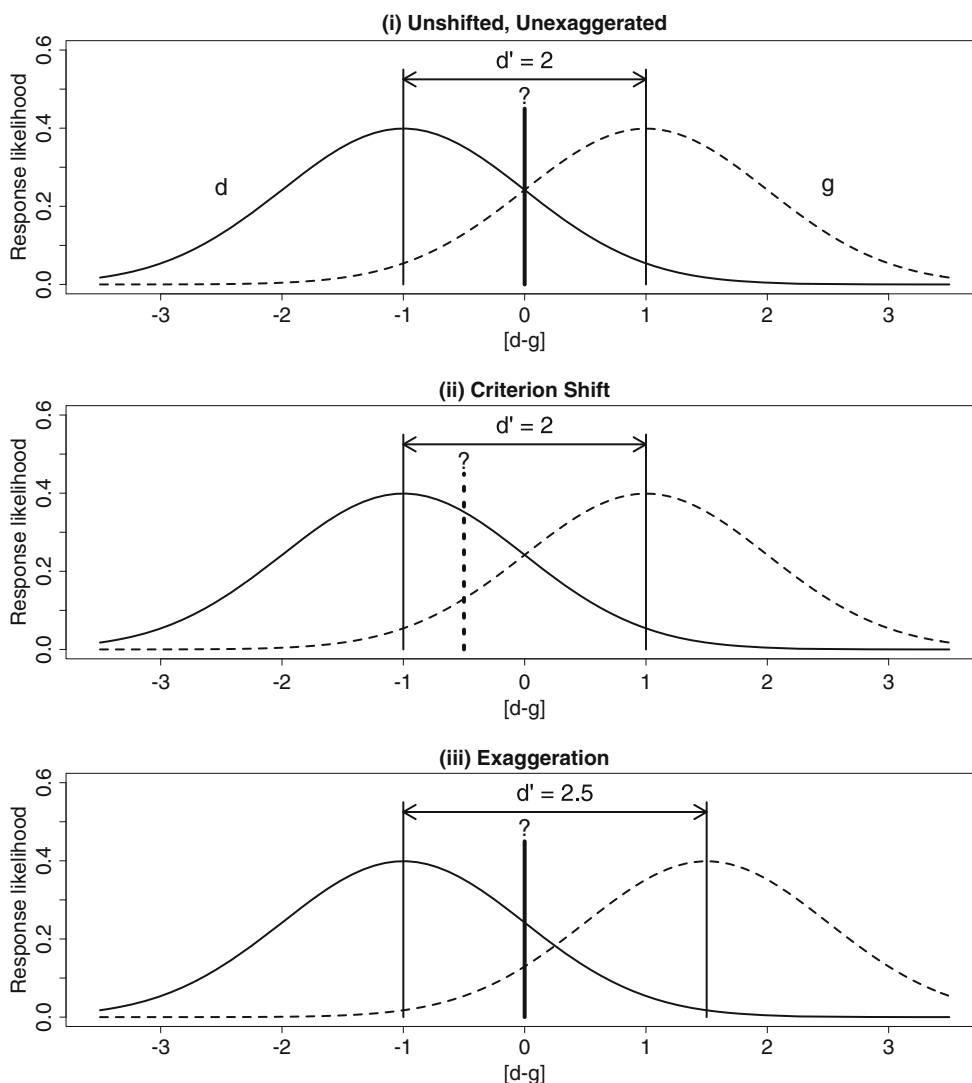 (i) Unshifted, Unexaggerated
d' = 2
?
d
g
Response likelihood
0.0 0.2 0.4 0.6
-3 -2 -1 0 1 2 3
[d-g]
(ii) Criterion Shift
d' = 2
?
Response likelihood
0.0 0.2 0.4 0.6
-3 -2 -1 0 1 2 3
[d-g]
(iii) Exaggeration
d' = 2.5
?
Response likelihood
0.0 0.2 0.4 0.6
-3 -2 -1 0 1 2 3
[d-g]